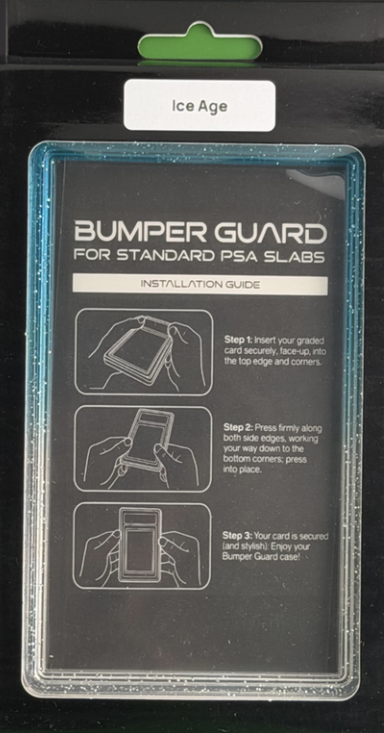 Ice Age
BUMPER GUARD
FOR STANDARD PSA SLABS
INSTALLATION GUIDE
Step 1: Insert your graded
card securely, face-up, into
the top edge and corners.
Step 2: Press firmly along
both side edges, working
your way down to the
bottom corners; press
into place.
Step 3: Your card is secured
(and stylish). Enjoy your
Bumper Guard case!